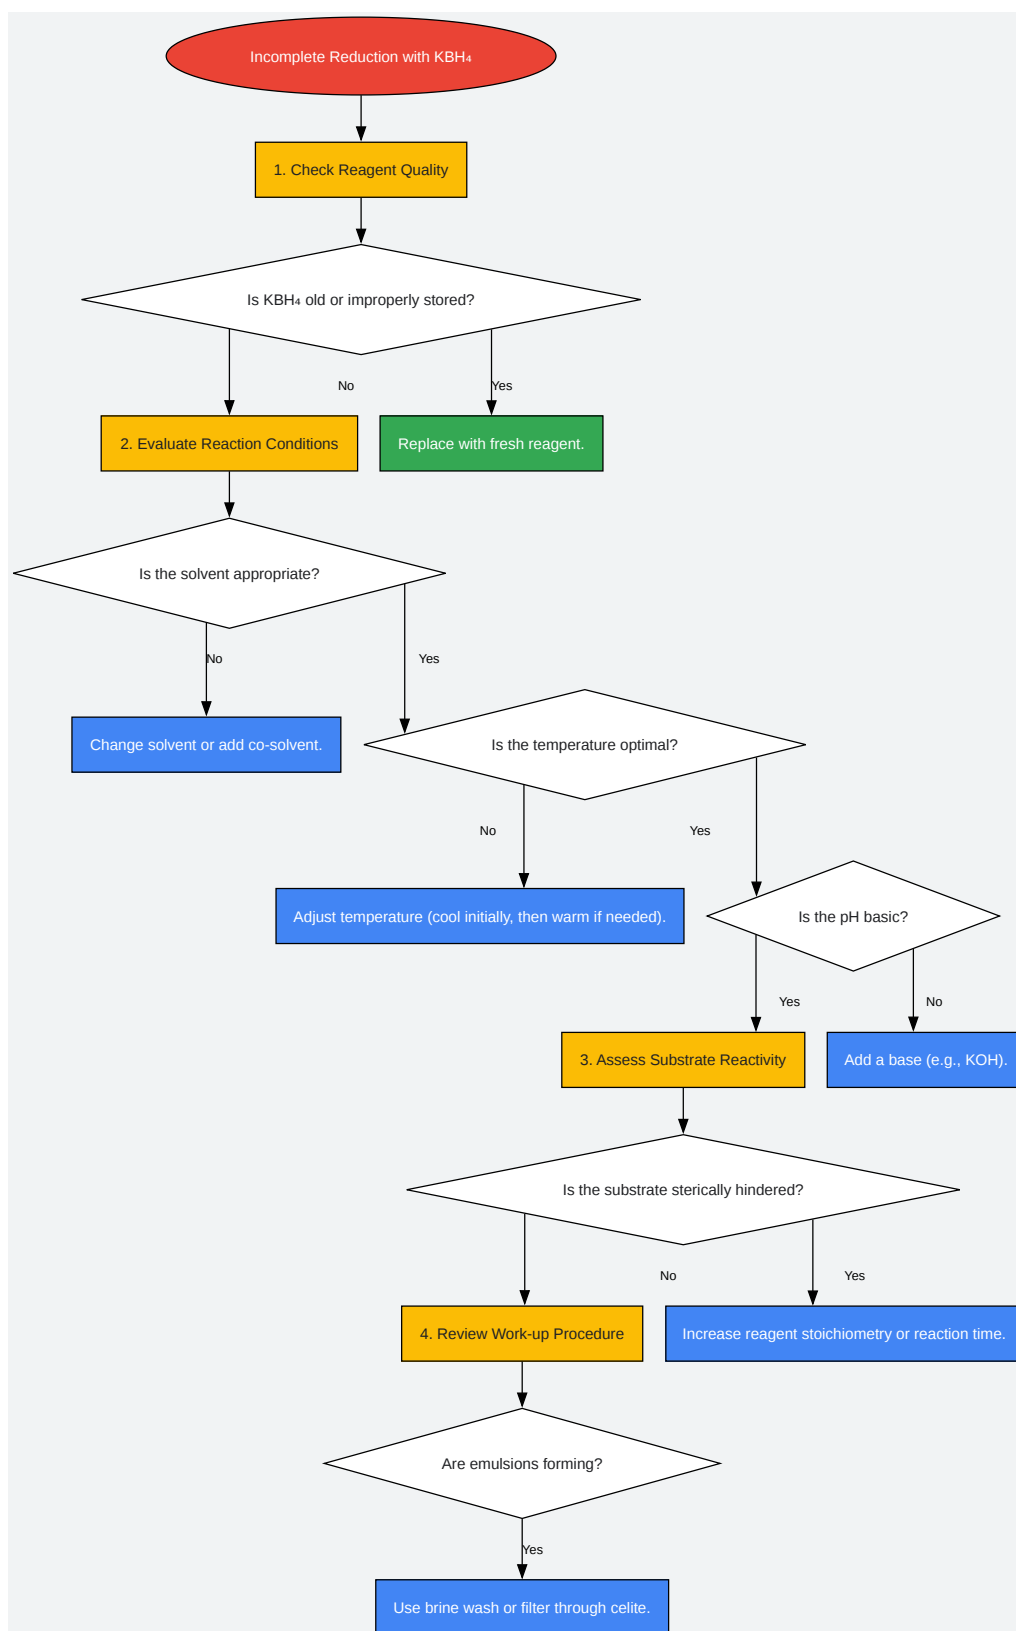 Incomplete Reduction with KBH₄
1. Check Reagent Quality
Is KBH₄ old or improperly stored?
No
Yes
2. Evaluate Reaction Conditions
Replace with fresh reagent.
Is the solvent appropriate?
No
Yes
Change solvent or add co-solvent.
Is the temperature optimal?
No
Yes
Adjust temperature (cool initially, then warm if needed).
Is the pH basic?
Yes
No
3. Assess Substrate Reactivity
Add a base (e.g., KOH).
Is the substrate sterically hindered?
No
Yes
4. Review Work-up Procedure
Increase reagent stoichiometry or reaction time.
Are emulsions forming?
Yes
Use brine wash or filter through celite.